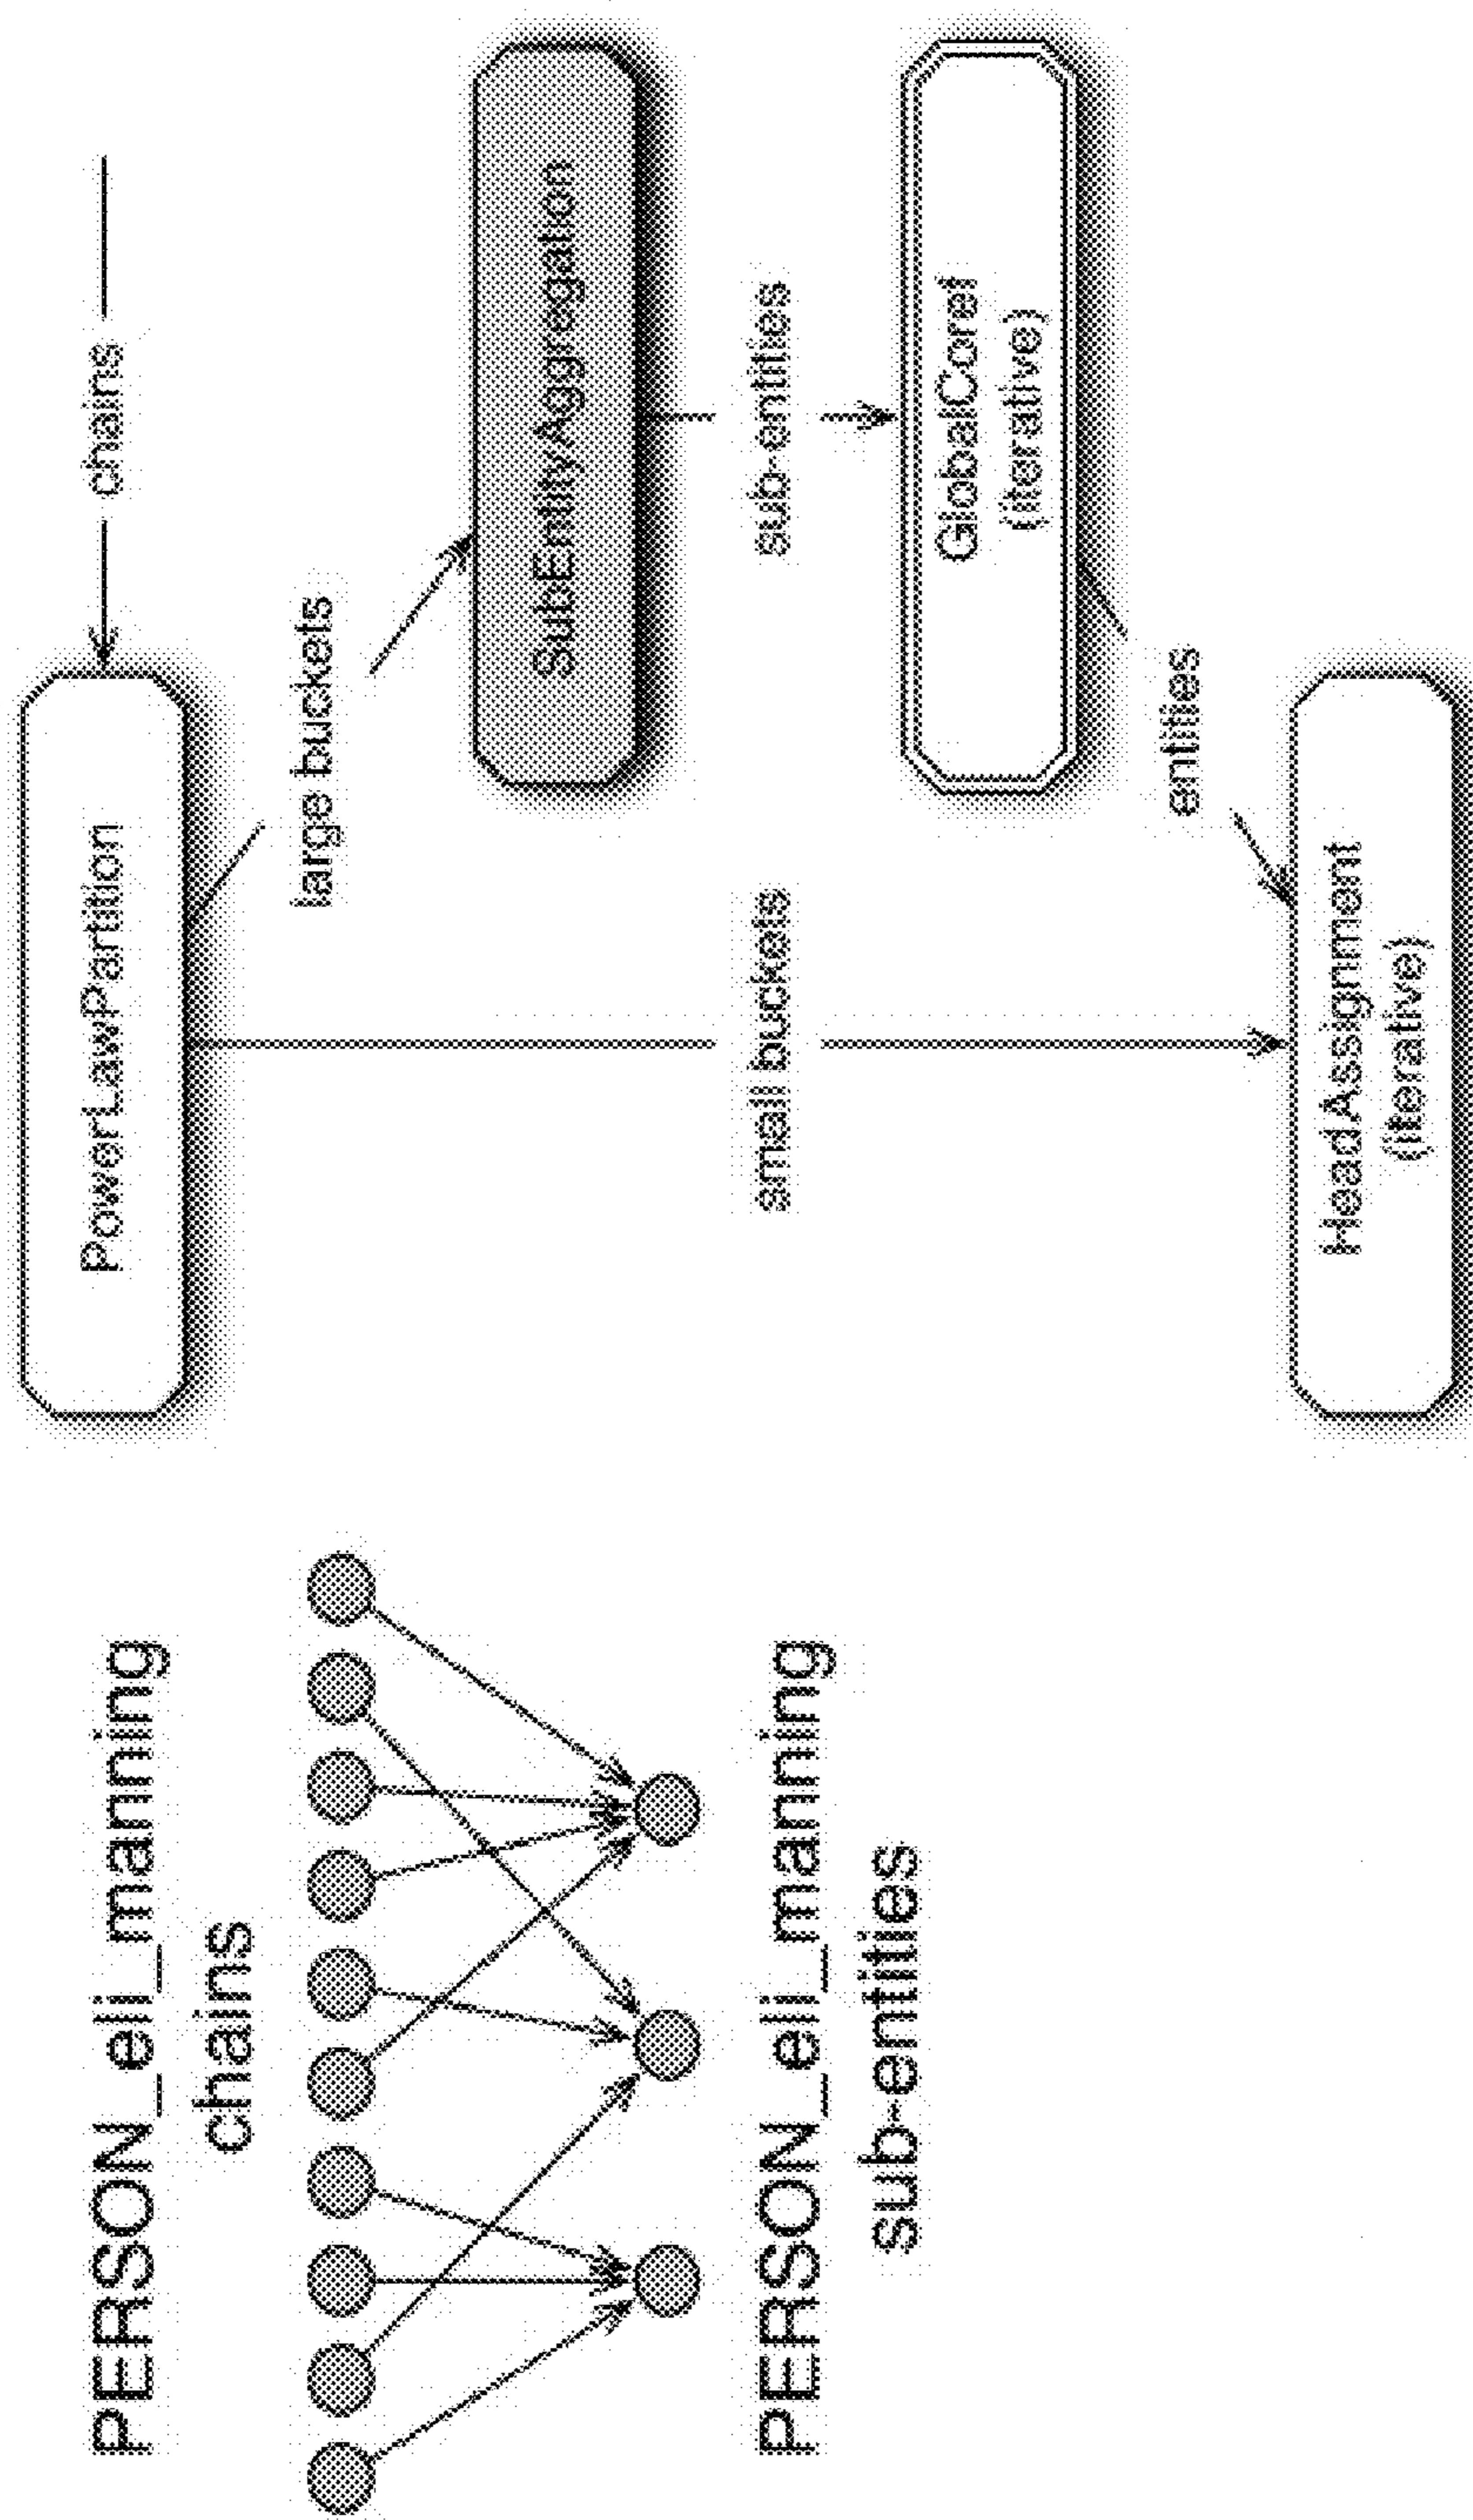 PERSON_eli_manning
chains
PERSON_eli_manning
sub-entities
PowerLawPartition
chains
large buckets
SubEntityAggregation
small buckets
sub-entities
GlobalCoref
(iterative)
entities
HeadAssignment
(iterative)